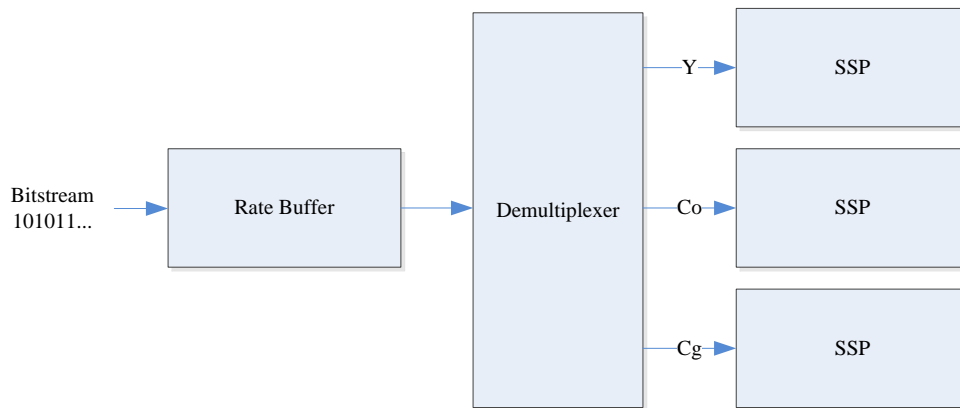 Bitstream
101011...
Rate Buffer
Demultiplexer
Y
SSP
Co
SSP
Cg
SSP